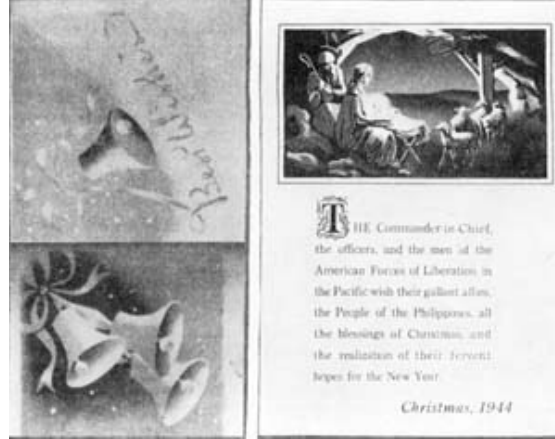 Best Wishes
THE Commander in Chief,
the officers, and the men of the
American Forces of Liberation in
the Pacific wish their gallant allies,
the People of the Philippines, all
the blessings of Christmas, and
the realization of their fervent
hopes for the New Year.
Christmas, 1944